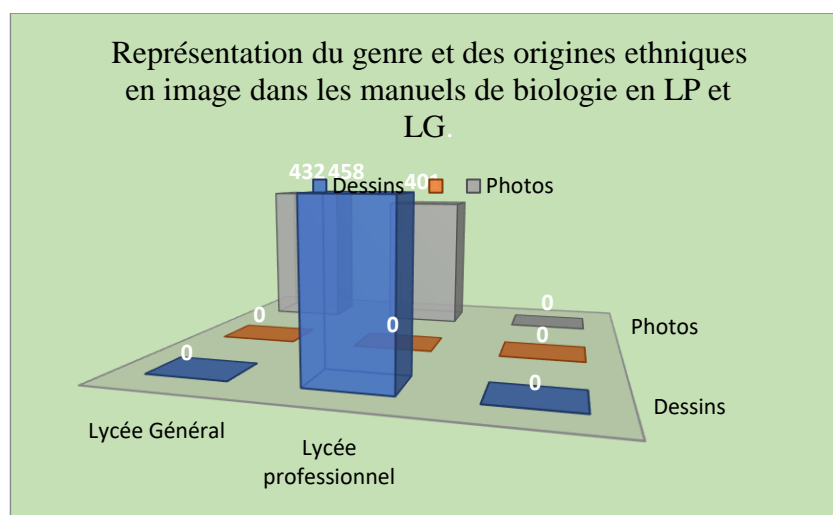 Représentation du genre et des origines ethniques
en image dans les manuels de biologie en LP et
LG.
432 458 401
Dessins Photos
0
0 0 0
0 0
Photos
Dessins
Lycée Général
Lycée
professionnel